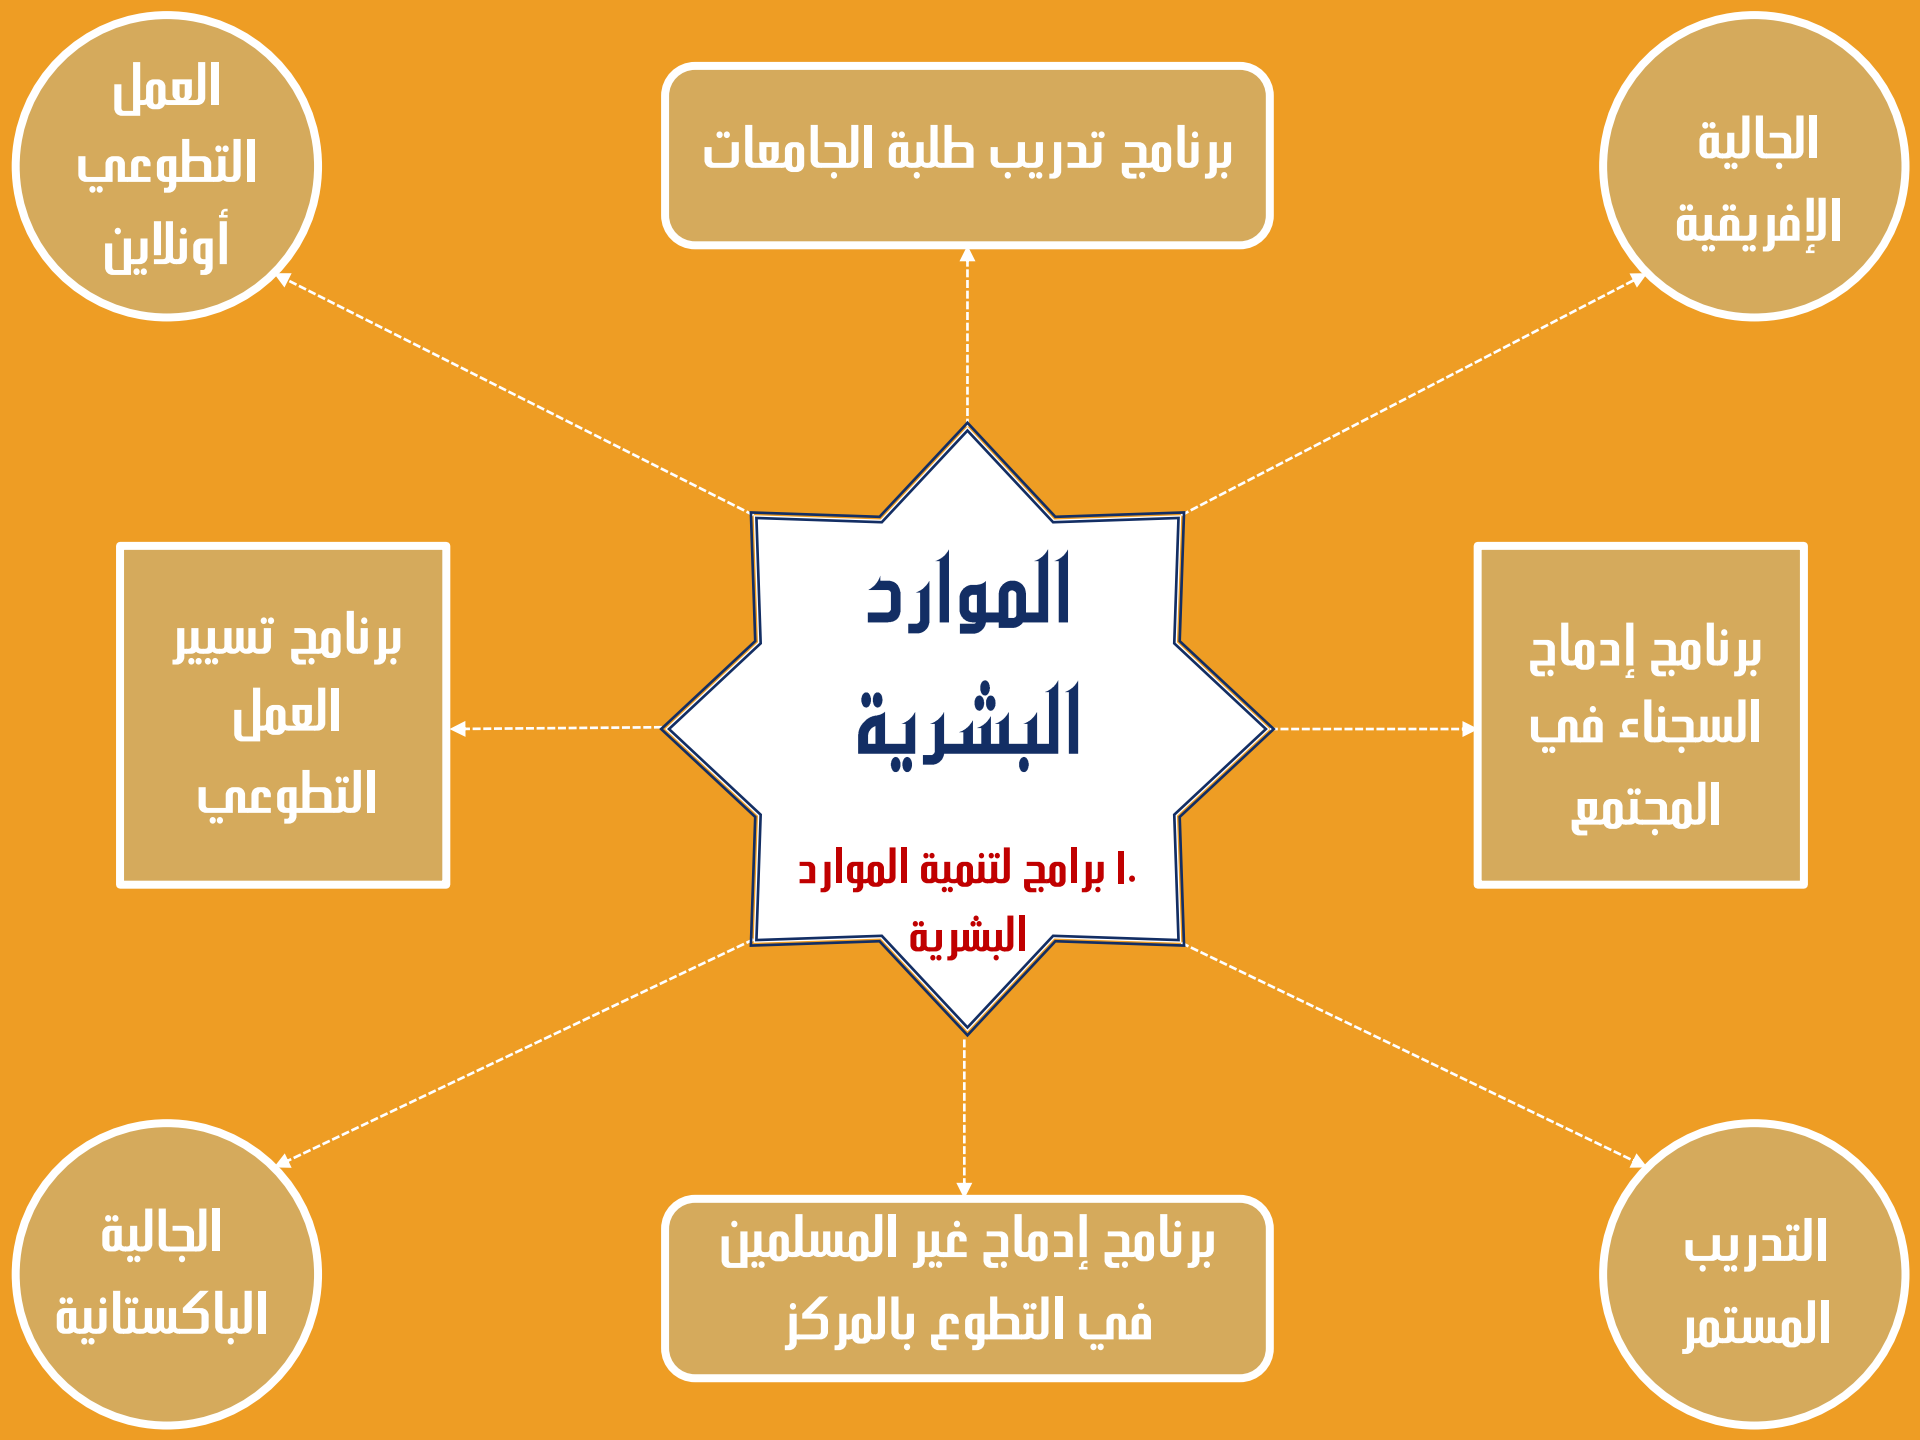 الجالية
الإفريقية
برنامج تدريب طلبة الجامعات
العمل
التطوعي
أونلاين
برنامج إدماج
السجناء في
المجتمع
الموارد
البشرية
١٠ برامج لتنمية الموارد
البشرية
برنامج تسيير
العمل
التطوعي
التدريب
المستمر
برنامج إدماج غير المسلمين
في التطوع بالمركز
الجالية
الباكستانية